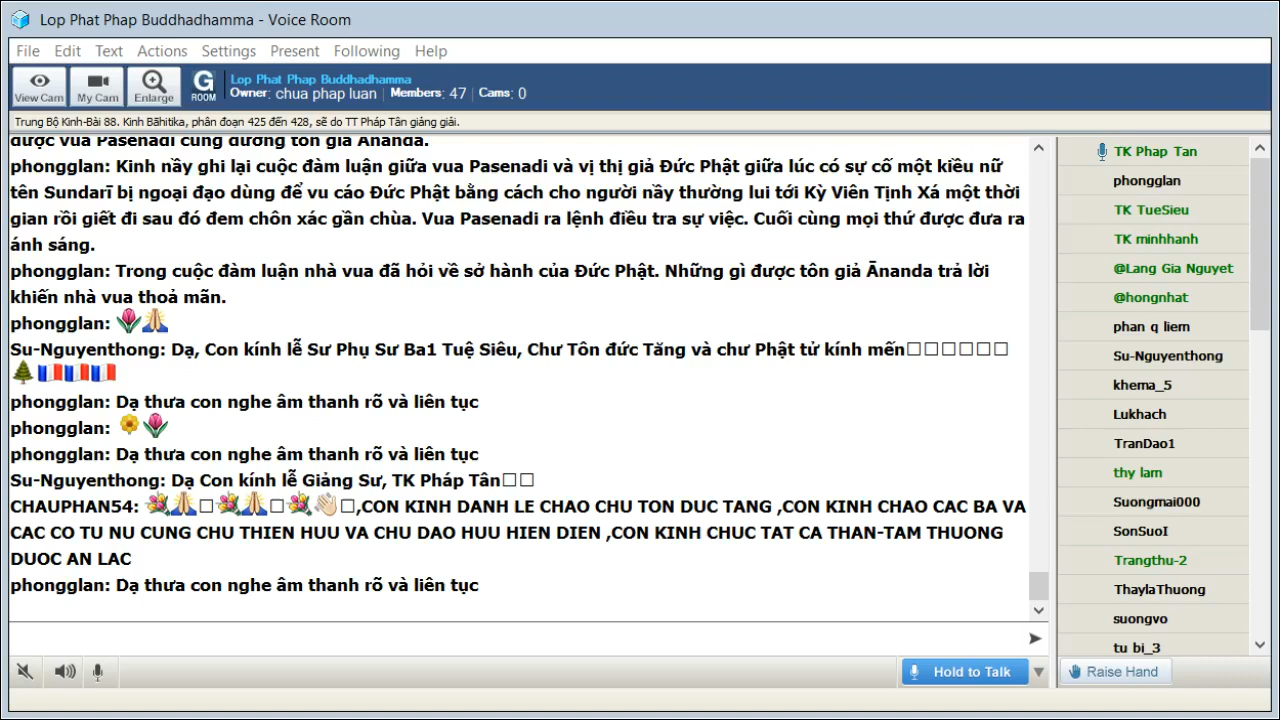 Lop Phat Phap Buddhadhamma - Voice Room
File Edit Text Actions Settings Present Following Help
View Cam My Cam Enlarge G ROOM Lop Phat Phap Buddhadhamma
Owner: chua phap luan Members: 47 Cams: 0
Trung Bộ Kinh-Bài 88. Kinh Bāhitika, phân đoạn 425 đến 428, sẽ do TT Pháp Tân giảng giải.
được vua Pasenadi cúng dường tôn giả Ānanda.
phongglan: Kinh nầy ghi lại cuộc đàm luận giữa vua Pasenadi và vị thị giả Đức Phật giữa lúc có sự cố một kiều nữ
tên Sundarī bị ngoại đạo dùng để vu cáo Đức Phật bằng cách cho người nầy thường lui tới Kỳ Viên Tịnh Xá một thời
gian rồi giết đi sau đó đem chôn xác gần chùa. Vua Pasenadi ra lệnh điều tra sự việc. Cuối cùng mọi thứ được đưa ra
ánh sáng.
phongglan: Trong cuộc đàm luận nhà vua đã hỏi về sở hành của Đức Phật. Những gì được tôn giả Ānanda trả lời
khiến nhà vua thoả mãn.
phongglan:
Su-Nguyenthong: Dạ, Con kính lễ Sư Phụ Sư Ba1 Tuệ Siêu, Chư Tôn đức Tăng và chư Phật tử kính mến
phongglan: Dạ thưa con nghe âm thanh rõ và liên tục
phongglan:
phongglan: Dạ thưa con nghe âm thanh rõ và liên tục
Su-Nguyenthong: Dạ Con kính lễ Giảng Sư, TK Pháp Tân
CHAUPHAN54: ,CON KINH DANH LE CHAO CHU TON DUC TANG ,CON KINH CHAO CAC BA VA
CAC CO TU NU CUNG CHU THIEN HUU VA CHU DAO HUU HIEN DIEN ,CON KINH CHUC TAT CA THAN-TAM THUONG
DUOC AN LAC
phongglan: Dạ thưa con nghe âm thanh rõ và liên tục
TK Phap Tan
phongglan
TK TueSieu
TK minhhanh
@Lang Gia Nguyet
@hongnhat
phan q liem
Su-Nguyenthong
khema_5
Lukhach
TranDao1
thy lam
Suongmai000
SonSuoI
Trangthu-2
ThaylaThuong
suongvo
tu bi_3
Hold to Talk
Raise Hand